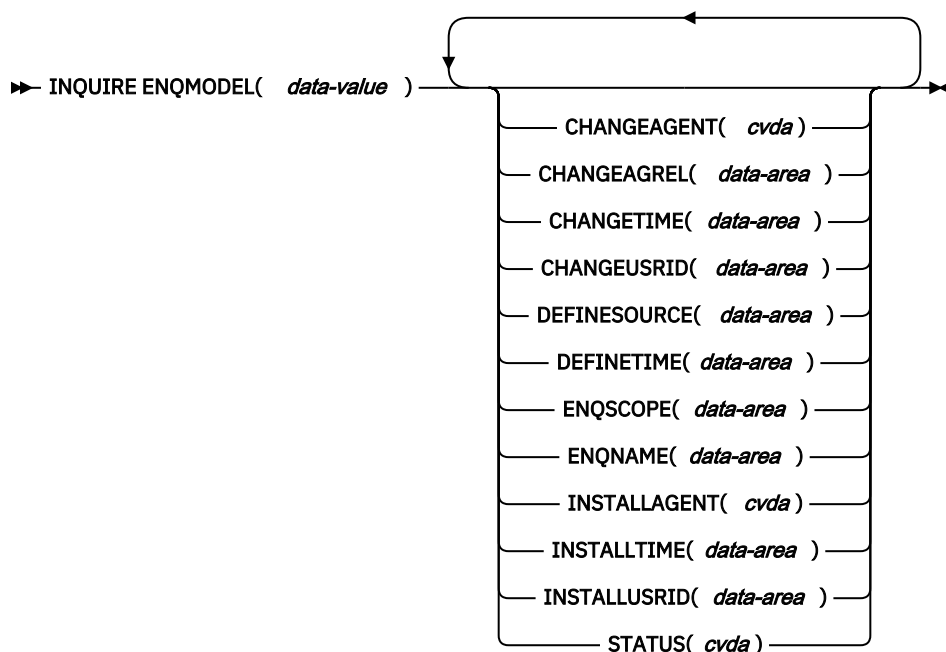 INQUIRE ENQMODEL( data-value )
CHANGEAGENT( cvda )
CHANGEAGREL( data-area )
CHANGETIME( data-area )
CHANGEUSRID( data-area )
DEFINESOURCE( data-area )
DEFINETIME( data-area )
ENQSCOPE( data-area )
ENQNAME( data-area )
INSTALLAGENT( cvda )
INSTALLTIME( data-area )
INSTALLUSRID( data-area )
STATUS( cvda )